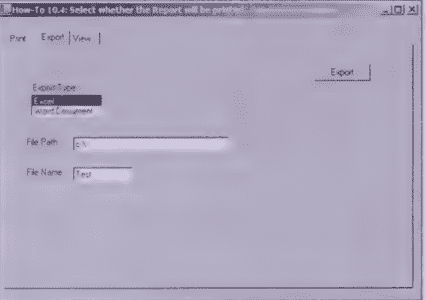 How-To 10.4: Select whether the Report will be printed
Print Export View
Export
Export Type:
Excel
Word Document
File Path c:\
File Name Test